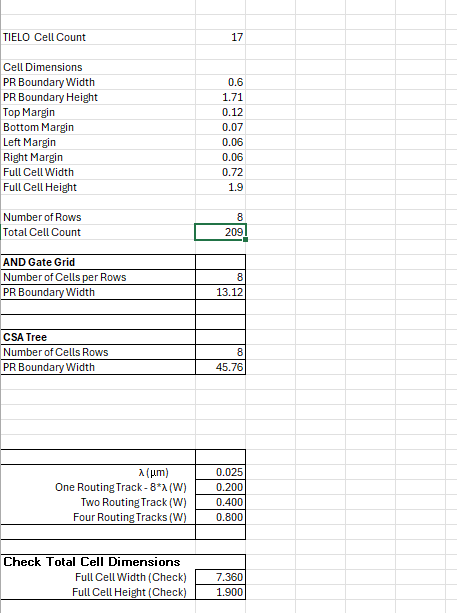 TIELO Cell Count 17
Cell Dimensions
PR Boundary Width 0.6
PR Boundary Height 1.71
Top Margin 0.12
Bottom Margin 0.07
Left Margin 0.06
Right Margin 0.06
Full Cell Width 0.72
Full Cell Height 1.9
Number of Rows 8
Total Cell Count 209
AND Gate Grid
Number of Cells per Rows 8
PR Boundary Width 13.12
CSA Tree
Number of Cells Rows 8
PR Boundary Width 45.76
λ (μm) 0.025
One Routing Track - 8*λ (W) 0.200
Two Routing Track (W) 0.400
Four Routing Tracks (W) 0.800
Check Total Cell Dimensions
Full Cell Width (Check) 7.360
Full Cell Height (Check) 1.900